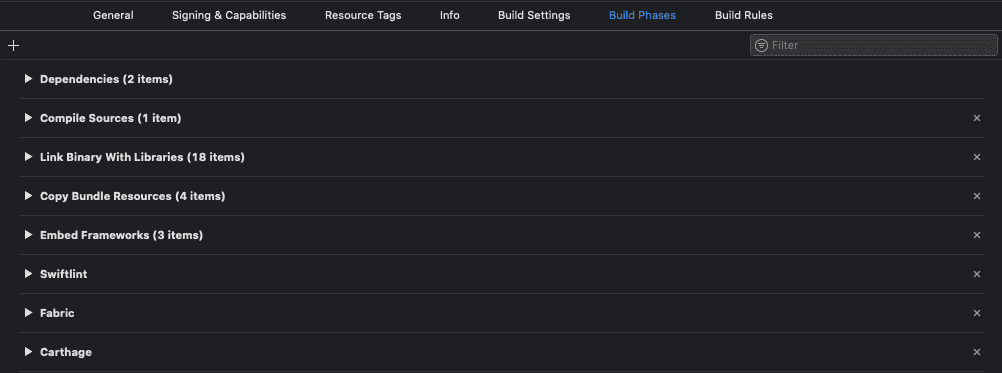 General Signing & Capabilities Resource Tags Info Build Settings Build Phases Build Rules
Filter
Dependencies (2 items)
Compile Sources (1 item)
Link Binary With Libraries (18 items)
Copy Bundle Resources (4 items)
Embed Frameworks (3 items)
Swiftlint
Fabric
Carthage